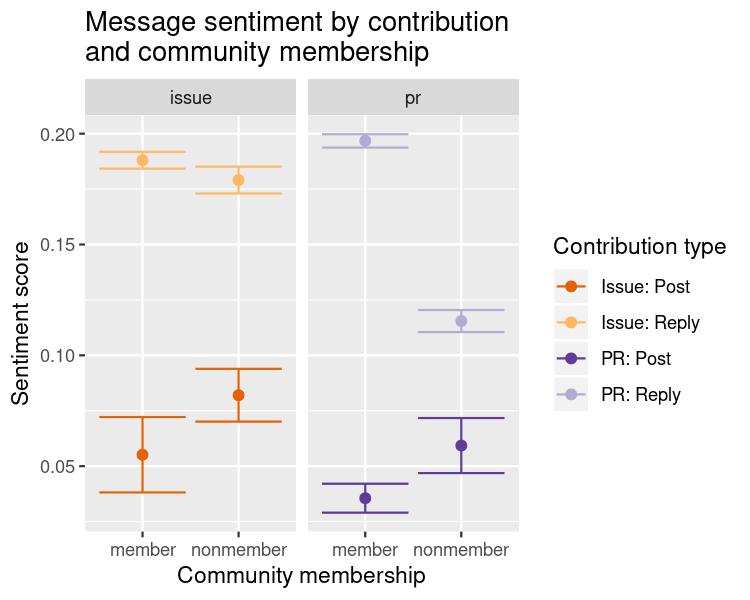 Message sentiment by contribution
and community membership
issue
pr
0.20
0.15
0.10
0.05
Sentiment score
member
nonmember
member
nonmember
Community membership
Contribution type
Issue: Post
Issue: Reply
PR: Post
PR: Reply